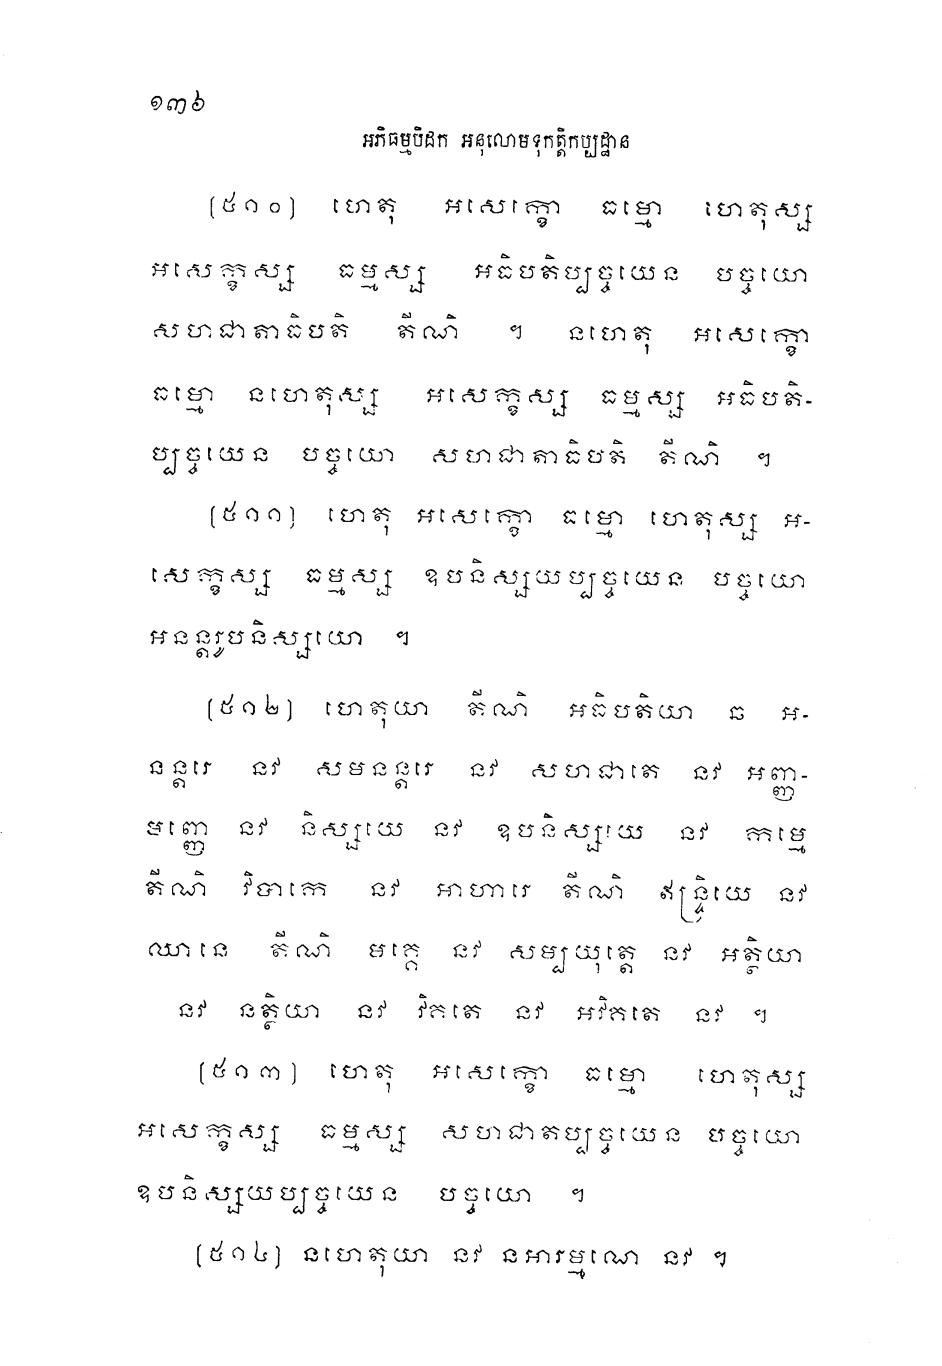 ១៣៦
អភិធម្មបិដក អនុលោមទុកត្តិកប្បដ្ឋាន
(៥១០) ហេតុ អសេក្ខោ ធម្មោ ហេតុស្ស
អសេក្ខស្ស ធម្មស្ស អធិបតិប្បច្ចយេន បច្ចយោ
សហជាតាធិបតិ តីណិ ។ នហេតុ អសេក្ខោ
ធម្មោ នហេតុស្ស អសេក្ខស្ស ធម្មស្ស អធិបតិ-
ប្បច្ចយេន បច្ចយោ សហជាតាធិបតិ តីណិ ។
(៥១១) ហេតុ អសេក្ខោ ធម្មោ ហេតុស្ស អ-
សេក្ខស្ស ធម្មស្ស ឧបនិស្សយប្បច្ចយេន បច្ចយោ
អនន្តរូបនិស្សយោ ។
(៥១២) ហេតុយា តីណិ អធិបតិយា ឆ អ-
នន្តរេ នវ សមនន្តរេ នវ សហជាតេ នវ អញ្ញ-
មញ្ញេ នវ និស្សយេ នវ ឧបនិស្សយេ នវ កម្មេ
តីណិ វិបាកេ នវ អាហារេ តីណិ ឥន្ទ្រិយេ នវ
ឈានេ តីណិ មគ្គេ នវ សម្បយុត្តេ នវ អត្ថិយា
នវ នត្ថិយា នវ វិគតេ នវ អវិគតេ នវ ។
(៥១៣) ហេតុ អសេក្ខោ ធម្មោ ហេតុស្ស
អសេក្ខស្ស ធម្មស្ស សហជាតប្បច្ចយេន បច្ចយោ
ឧបនិស្សយប្បច្ចយេន បច្ចយោ ។
(៥១៤) នហេតុយា នវ នអារម្មណេ នវ ។